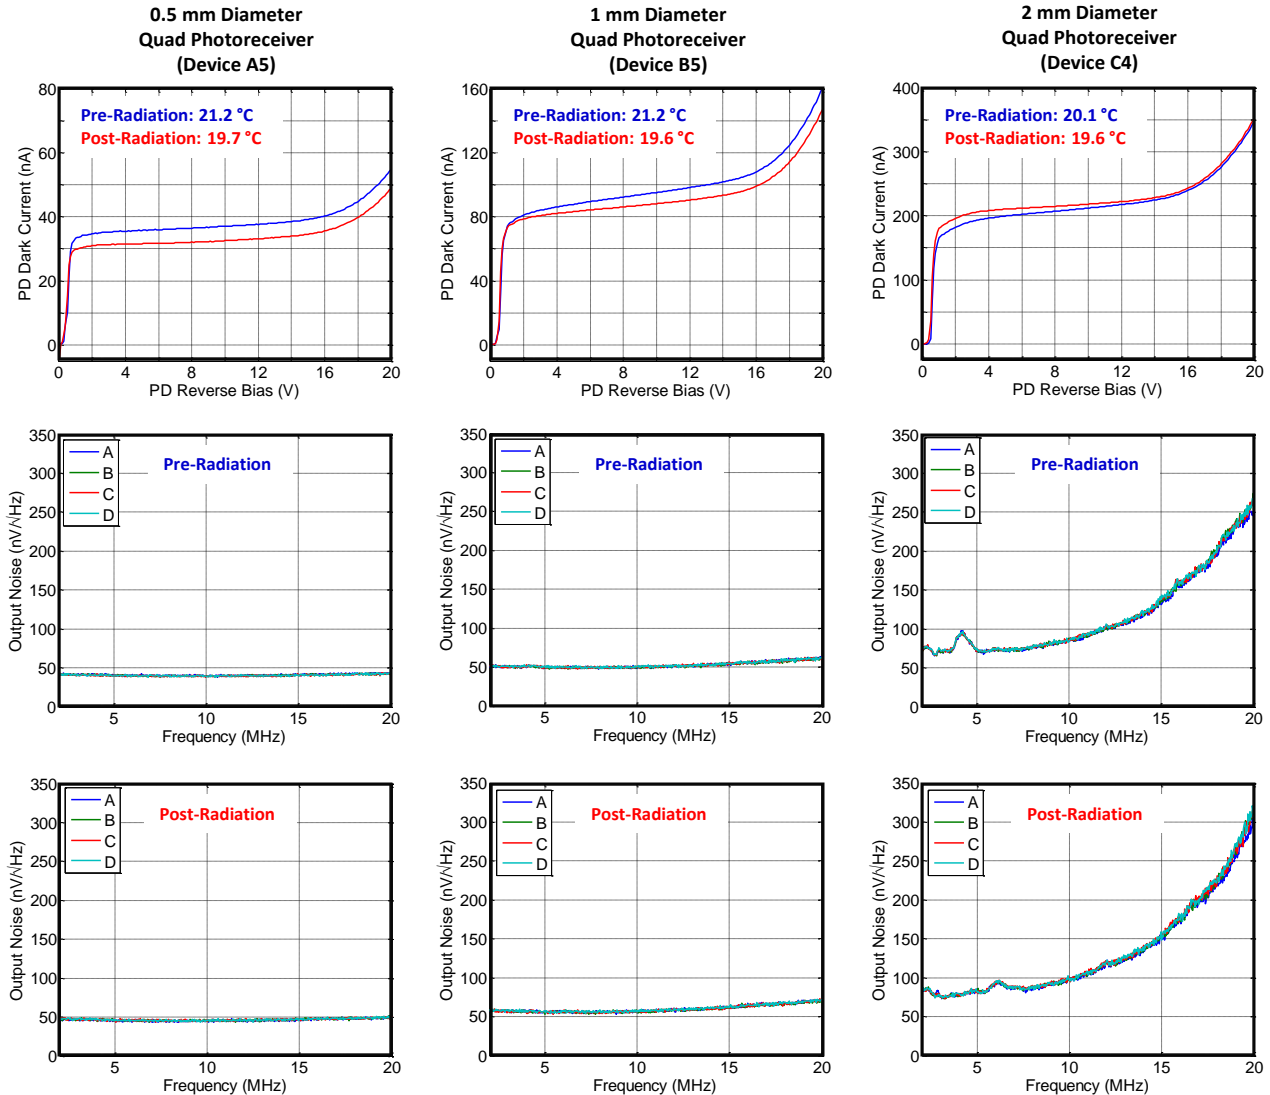 0.5 mm Diameter
Quad Photoreceiver
(Device A5)
1 mm Diameter
Quad Photoreceiver
(Device B5)
2 mm Diameter
Quad Photoreceiver
(Device C4)
80
60
40
20
0
PD Dark Current (nA)
Pre-Radiation: 21.2 °C
Post-Radiation: 19.7 °C
0 4 8 12 16 20
PD Reverse Bias (V)
160
120
80
40
0
PD Dark Current (nA)
Pre-Radiation: 21.2 °C
Post-Radiation: 19.6 °C
0 4 8 12 16 20
PD Reverse Bias (V)
400
300
200
100
0
PD Dark Current (nA)
Pre-Radiation: 20.1 °C
Post-Radiation: 19.6 °C
0 4 8 12 16 20
PD Reverse Bias (V)
350
300
250
200
150
100
50
0
Output Noise (nV/√Hz)
A
B
C
D
Pre-Radiation
5 10 15 20
Frequency (MHz)
350
300
250
200
150
100
50
0
Output Noise (nV/√Hz)
A
B
C
D
Pre-Radiation
5 10 15 20
Frequency (MHz)
350
300
250
200
150
100
50
0
Output Noise (nV/√Hz)
A
B
C
D
Pre-Radiation
5 10 15 20
Frequency (MHz)
350
300
250
200
150
100
50
0
Output Noise (nV/√Hz)
A
B
C
D
Post-Radiation
5 10 15 20
Frequency (MHz)
350
300
250
200
150
100
50
0
Output Noise (nV/√Hz)
A
B
C
D
Post-Radiation
5 10 15 20
Frequency (MHz)
350
300
250
200
150
100
50
0
Output Noise (nV/√Hz)
A
B
C
D
Post-Radiation
5 10 15 20
Frequency (MHz)